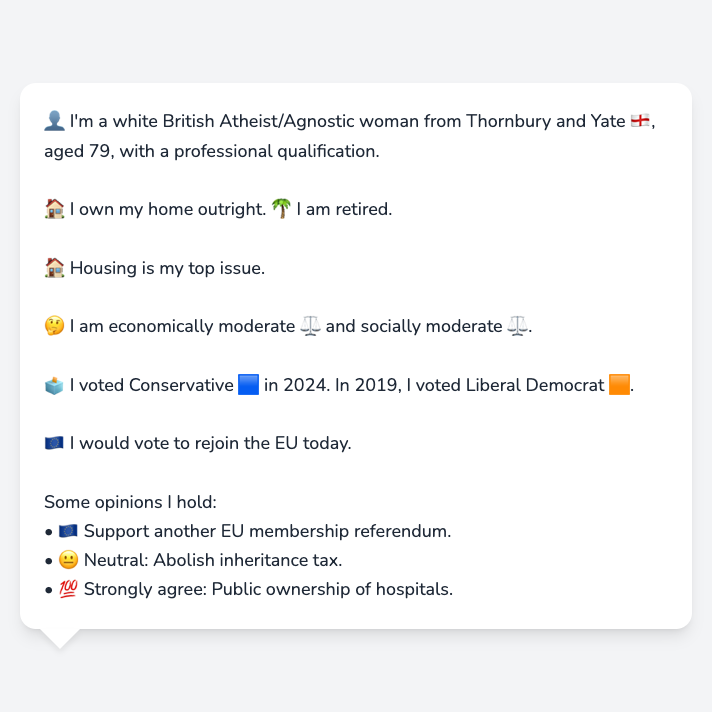 👤 I'm a white British Atheist/Agnostic woman from Thornbury and Yate 🏴󠁧󠁢󠁥󠁮󠁧󠁿,
aged 79, with a professional qualification.
🏠 I own my home outright. 🌴 I am retired.
🏠 Housing is my top issue.
🤔 I am economically moderate ⚖️ and socially moderate ⚖️.
🗳️ I voted Conservative 🟦 in 2024. In 2019, I voted Liberal Democrat 🟧.
🇪🇺 I would vote to rejoin the EU today.
Some opinions I hold:
• 🇪🇺 Support another EU membership referendum.
• 😐 Neutral: Abolish inheritance tax.
• 💯 Strongly agree: Public ownership of hospitals.